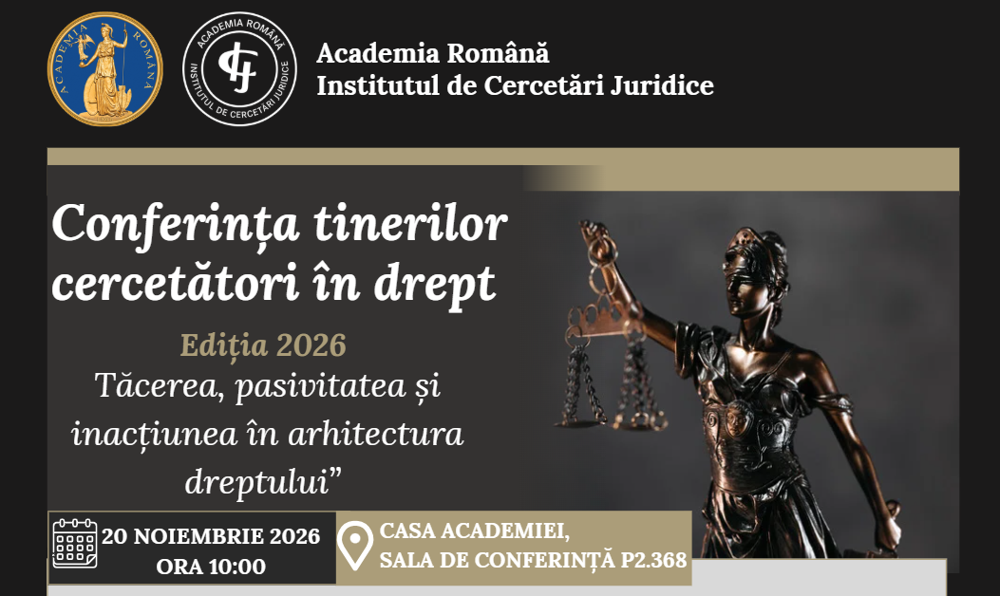 ACADEMIA ROMÂNĂ
ACADEMIA ROMÂNĂ
INSTITUTUL DE CERCETĂRI JURIDICE
Academia Română
Institutul de Cercetări Juridice
Conferința tinerilor
cercetători în drept
Ediția 2026
Tăcerea, pasivitatea și
inacțiunea în arhitectura
dreptului”
20 NOIEMBRIE 2026
ORA 10:00
CASA ACADEMIEI,
SALA DE CONFERINȚĂ P2.368